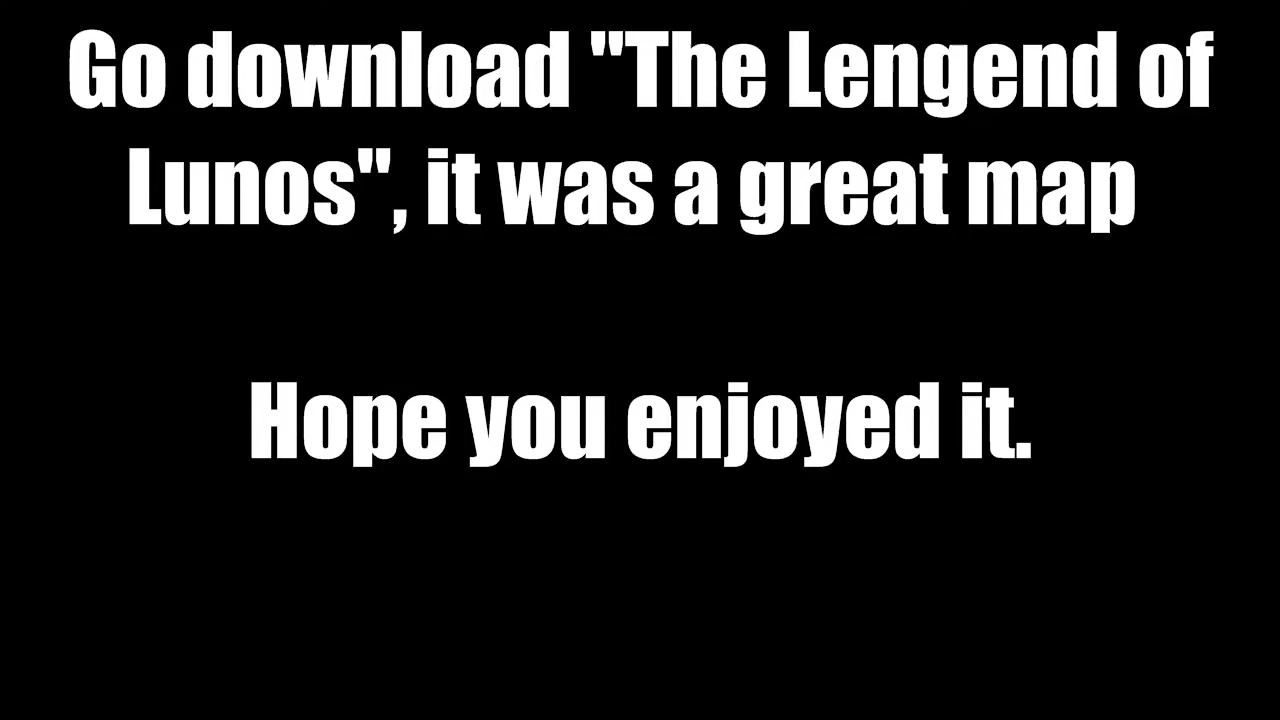 Go download "The Lengend of
Lunos", it was a great map
Hope you enjoyed it.